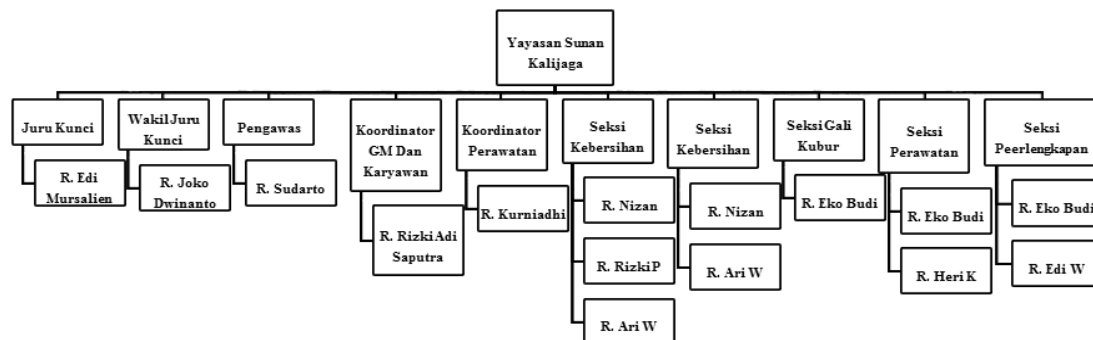 Yayasan Sunan
Kalijaga
Juru Kunci
Wakil Juru
Kunci
Pengawas
Koordinator
GM Dan
Karyawan
Koordinator
Perawatan
Seksi
Kebersihan
Seksi
Kebersihan
Seksi Gali
Kubur
Seksi
Perawatan
Seksi
Peerlengkapan
R. Edi
Mursalien
R. Joko
Dwinanto
R. Sudarto
R. Rizki Adi
Saputra
R. Kurniadhi
R. Nizan
R. Rizki P
R. Ari W
R. Nizan
R. Ari W
R. Eko Budi
R. Eko Budi
R. Heri K
R. Eko Budi
R. Edi W